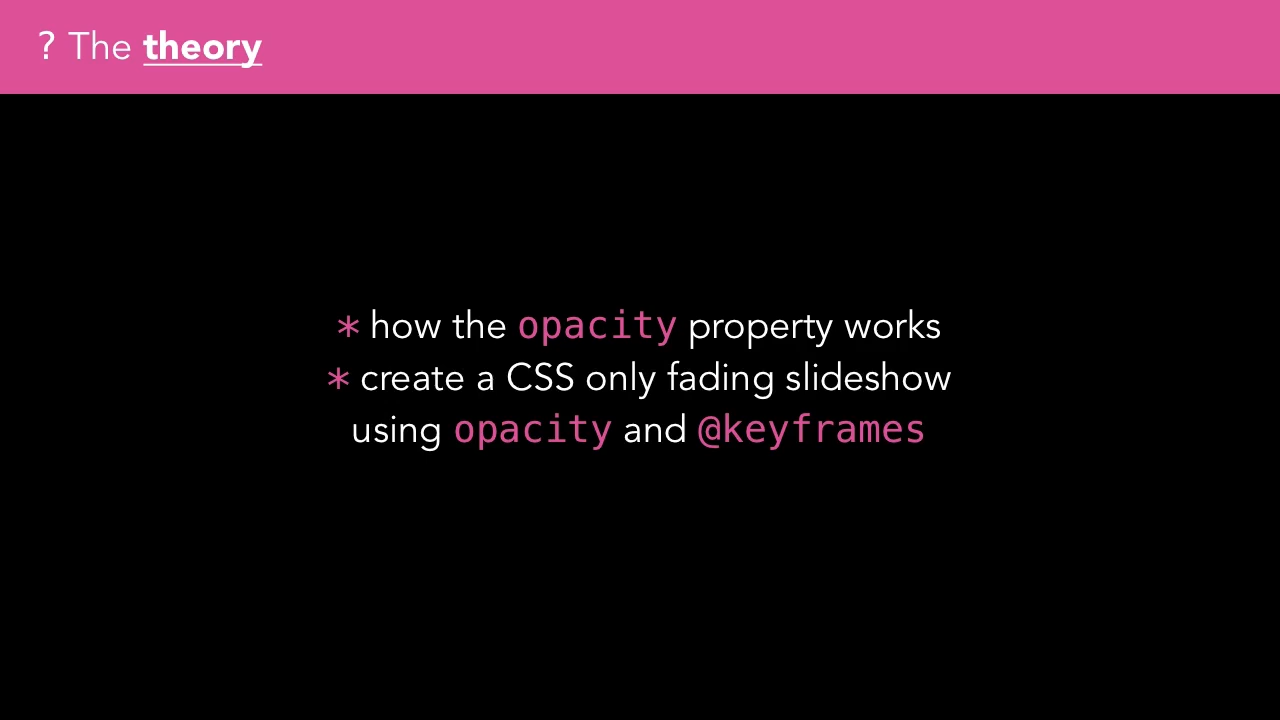 ? The theory
* how the opacity property works
* create a CSS only fading slideshow
using opacity and @keyframes